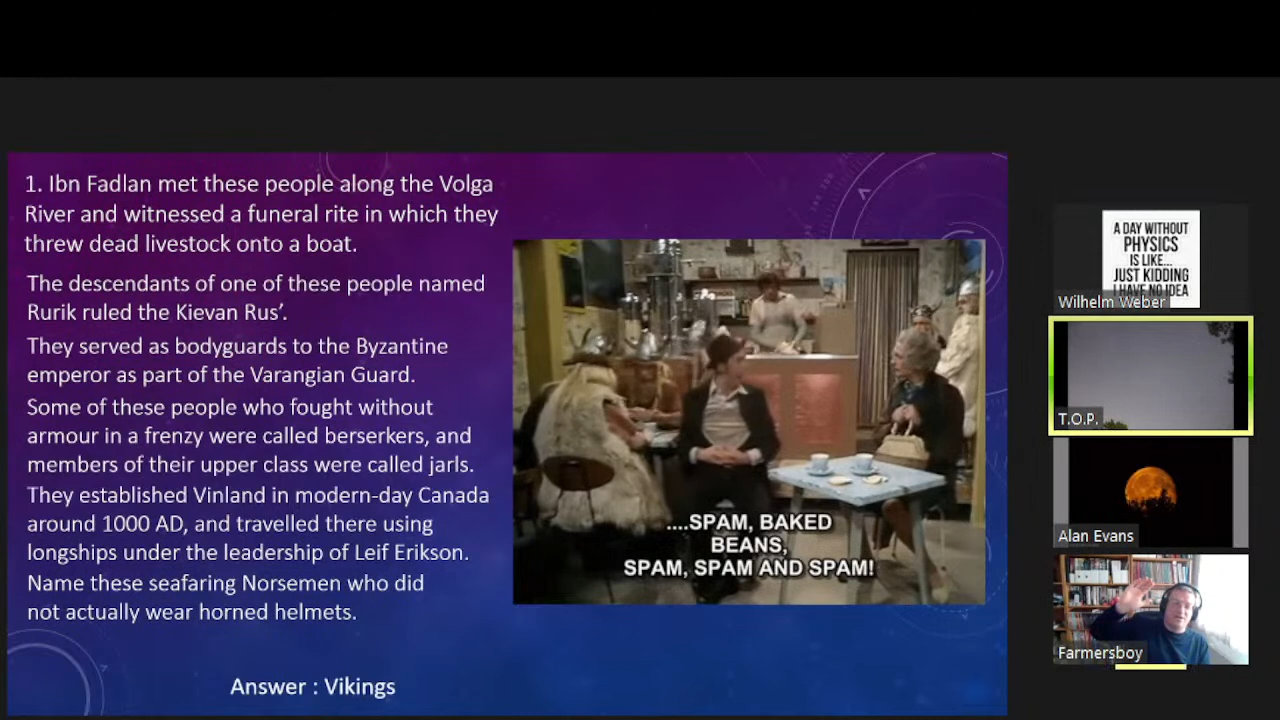 1. Ibn Fadlan met these people along the Volga
River and witnessed a funeral rite in which they
threw dead livestock onto a boat.
The descendants of one of these people named
Rurik ruled the Kievan Rus’.
They served as bodyguards to the Byzantine
emperor as part of the Varangian Guard.
Some of these people who fought without
armour in a frenzy were called berserkers, and
members of their upper class were called jarls.
They established Vinland in modern-day Canada
around 1000 AD, and travelled there using
longships under the leadership of Leif Erikson.
Name these seafaring Norsemen who did
not actually wear horned helmets.
Answer : Vikings
....SPAM, BAKED
BEANS,
SPAM, SPAM AND SPAM!
A DAY WITHOUT
PHYSICS
IS LIKE...
JUST KIDDING
I HAVE NO IDEA
Wilhelm Weber
T.O.P.
Alan Evans
Farmersboy